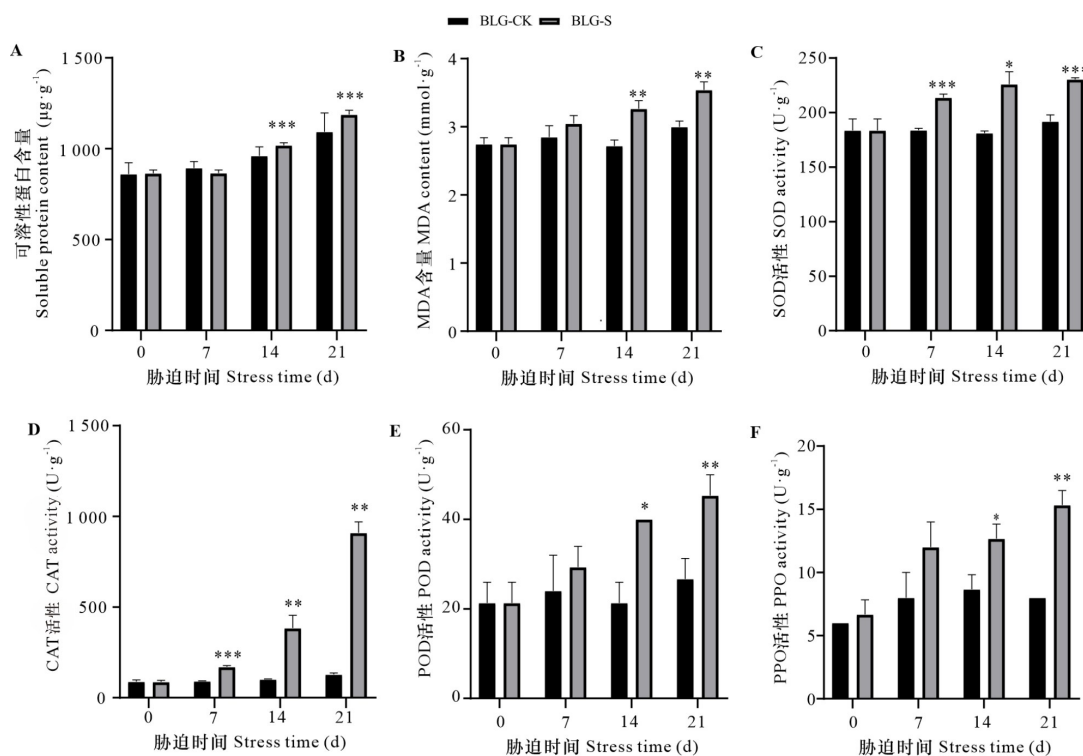 BLG-CK BLG-S
A
可溶性蛋白含量
Soluble protein content (μg·g⁻¹)
1 500
1 000
500
0
***
***
0 7 14 21
胁迫时间 Stress time (d)
B
MDA含量 MDA content (mmol·g⁻¹)
4
3
2
1
0
**
**
0 7 14 21
胁迫时间 Stress time (d)
C
SOD活性 SOD activity (U·g⁻¹)
250
200
150
100
50
0
***
*
***
0 7 14 21
胁迫时间 Stress time (d)
D
CAT活性 CAT activity (U·g⁻¹)
1 500
1 000
500
0
***
**
**
0 7 14 21
胁迫时间 Stress time (d)
E
POD活性 POD activity (U·g⁻¹)
60
40
20
0
*
**
0 7 14 21
胁迫时间 Stress time (d)
F
PPO活性 PPO activity (U·g⁻¹)
20
15
10
5
0
*
**
0 7 14 21
胁迫时间 Stress time (d)